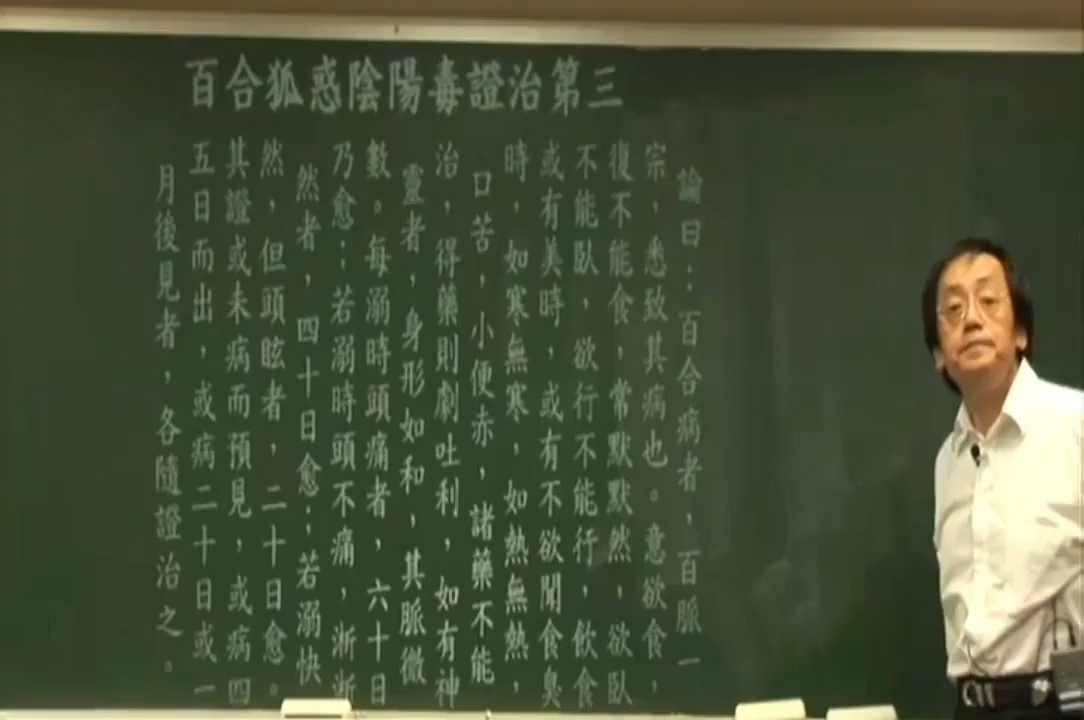 百合狐惑陰陽毒證治第三
論曰：百合病者，百脈一
宗，悉致其病也。意欲食，
復不能食，常默默然，欲臥
不能臥，欲行不能行，飲食
或有美時，或有不欲聞食臭
時，如寒無寒，如熱無熱，
口苦，小便赤，諸藥不能
治，得藥則劇吐利，如有神
靈者，身形如和，其脈微
數。每溺時頭痛者，六十日
乃愈；若溺時頭不痛，淅淅
然者，四十日愈；若溺快
然，但頭眩者，二十日愈。
其證或未病而預見，或病四
五日而出，或病二十日或一
月後見者，各隨證治之。